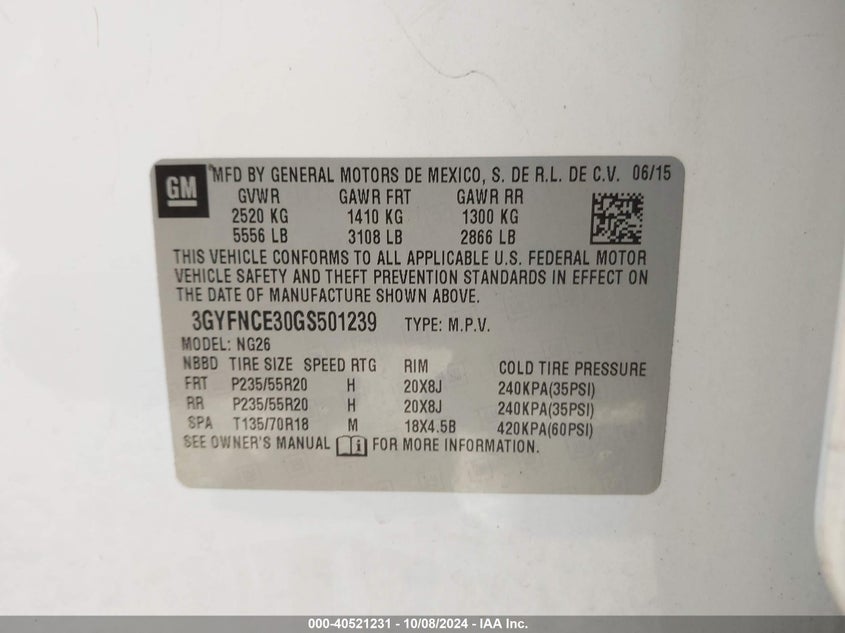 GM
MFD BY GENERAL MOTORS DE MEXICO, S. DE R.L. DE C.V. 06/15
GVWR GAWR FRT GAWR RR
2520 KG 1410 KG 1300 KG
5556 LB 3108 LB 2866 LB
THIS VEHICLE CONFORMS TO ALL APPLICABLE U.S. FEDERAL MOTOR
VEHICLE SAFETY AND THEFT PREVENTION STANDARDS IN EFFECT ON
THE DATE OF MANUFACTURE SHOWN ABOVE.
3GYFNCE30GS501239 TYPE: M.P.V.
MODEL: NG26
NBBD TIRE SIZE SPEED RTG RIM COLD TIRE PRESSURE
FRT P235/55R20 H 20X8J 240KPA(35PSI)
RR P235/55R20 H 20X8J 240KPA(35PSI)
SPA T135/70R18 M 18X4.5B 420KPA(60PSI)
SEE OWNER'S MANUAL FOR MORE INFORMATION.
000-40521231 - 10/08/2024 - IAA Inc.